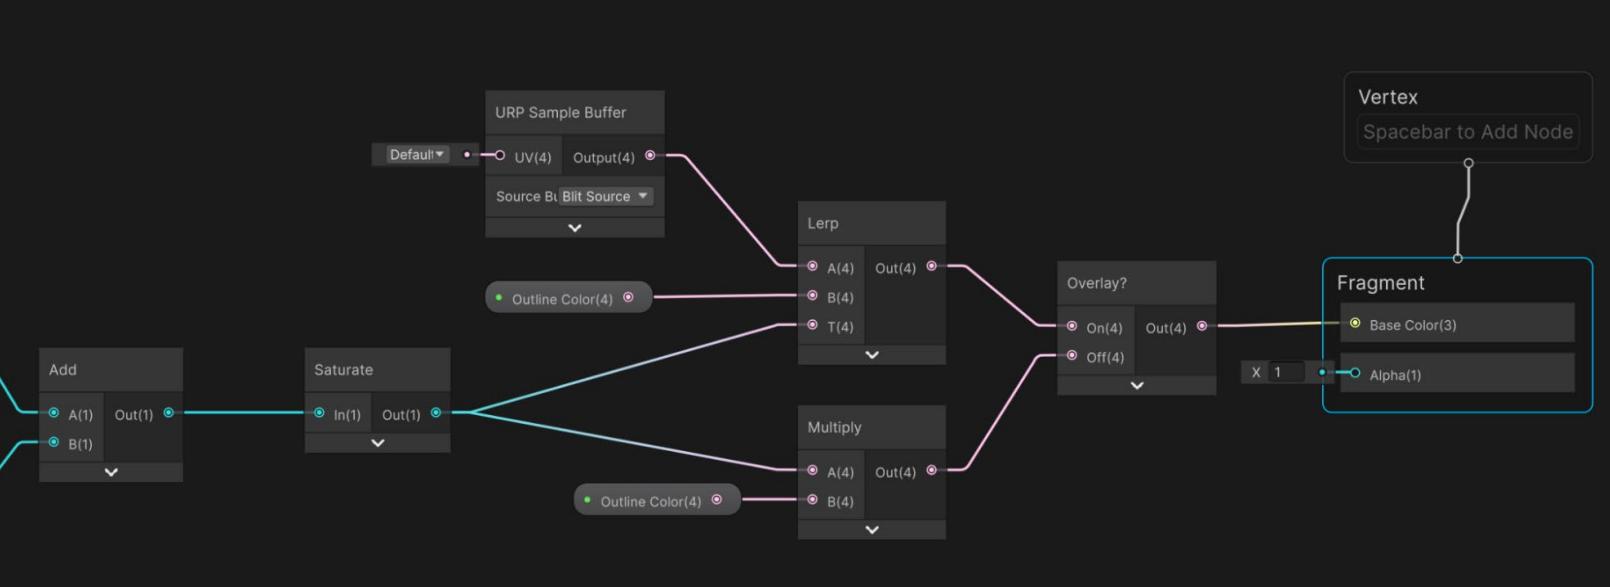 Vertex
Spacebar to Add Node
URP Sample Buffer
Default
UV(4) Output(4)
Source Bu Blit Source
Lerp
A(4) Out(4)
B(4)
T(4)
Outline Color(4)
Overlay?
On(4) Out(4)
Off(4)
Fragment
Base Color(3)
X 1
Alpha(1)
Add
A(1) Out(1)
B(1)
Saturate
In(1) Out(1)
Multiply
A(4) Out(4)
B(4)
Outline Color(4)